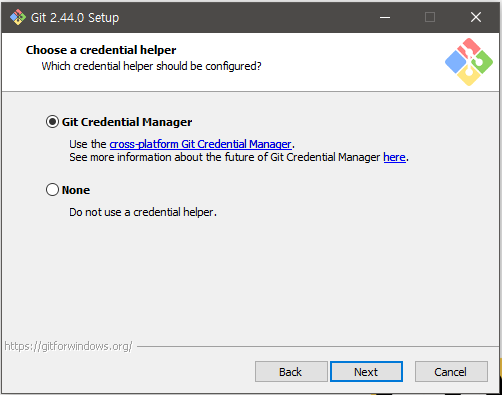 Git 2.44.0 Setup
Choose a credential helper
Which credential helper should be configured?
Git Credential Manager
Use the cross-platform Git Credential Manager.
See more information about the future of Git Credential Manager here.
None
Do not use a credential helper.
https://gitforwindows.org/
Back Next Cancel